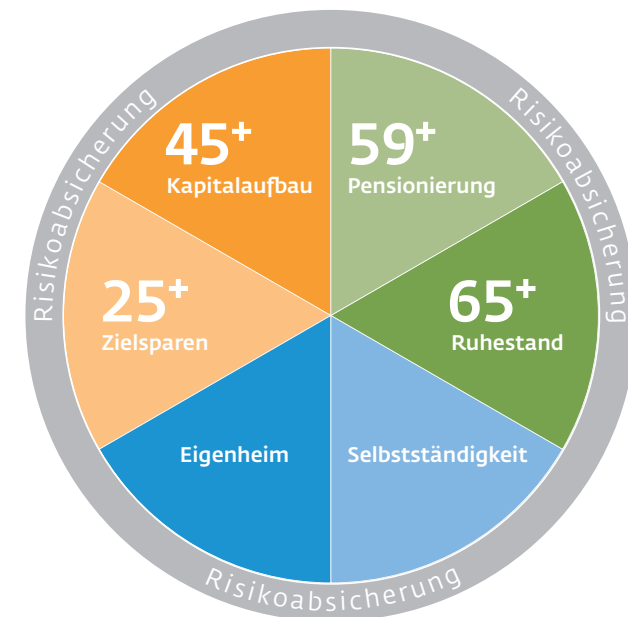 Risikoabsicherung
Risikoabsicherung
45+
Kapitalaufbau
59+
Pensionierung
25+
Zielsparen
65+
Ruhestand
Eigenheim
Selbstständigkeit
Risikoabsicherung